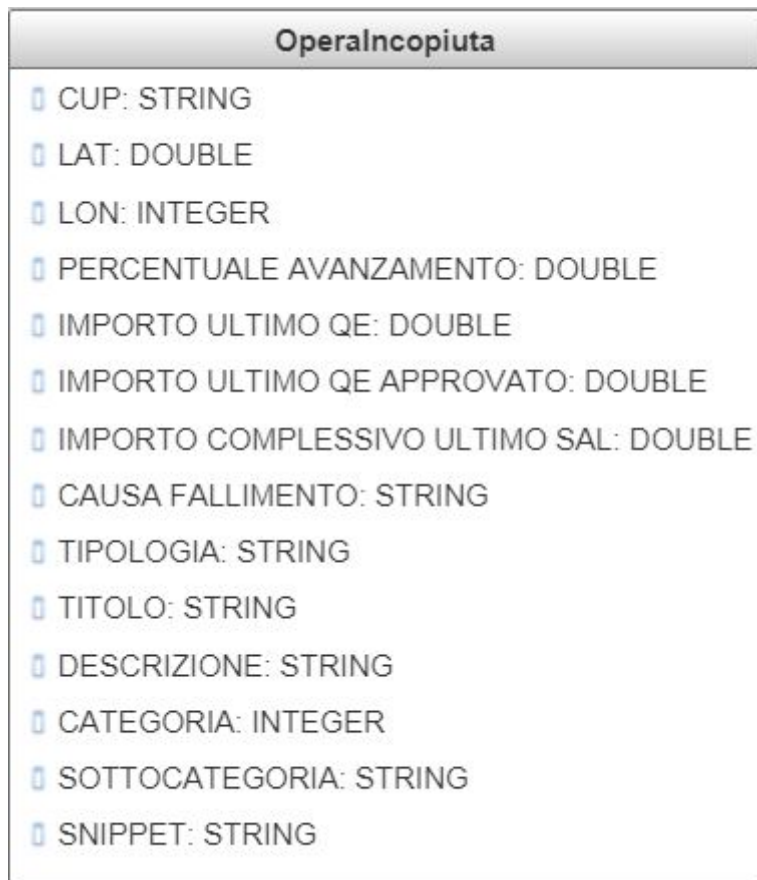 OperaIncopiuta
CUP: STRING
LAT: DOUBLE
LON: INTEGER
PERCENTUALE AVANZAMENTO: DOUBLE
IMPORTO ULTIMO QE: DOUBLE
IMPORTO ULTIMO QE APPROVATO: DOUBLE
IMPORTO COMPLESSIVO ULTIMO SAL: DOUBLE
CAUSA FALLIMENTO: STRING
TIPOLOGIA: STRING
TITOLO: STRING
DESCRIZIONE: STRING
CATEGORIA: INTEGER
SOTTOCATEGORIA: STRING
SNIPPET: STRING